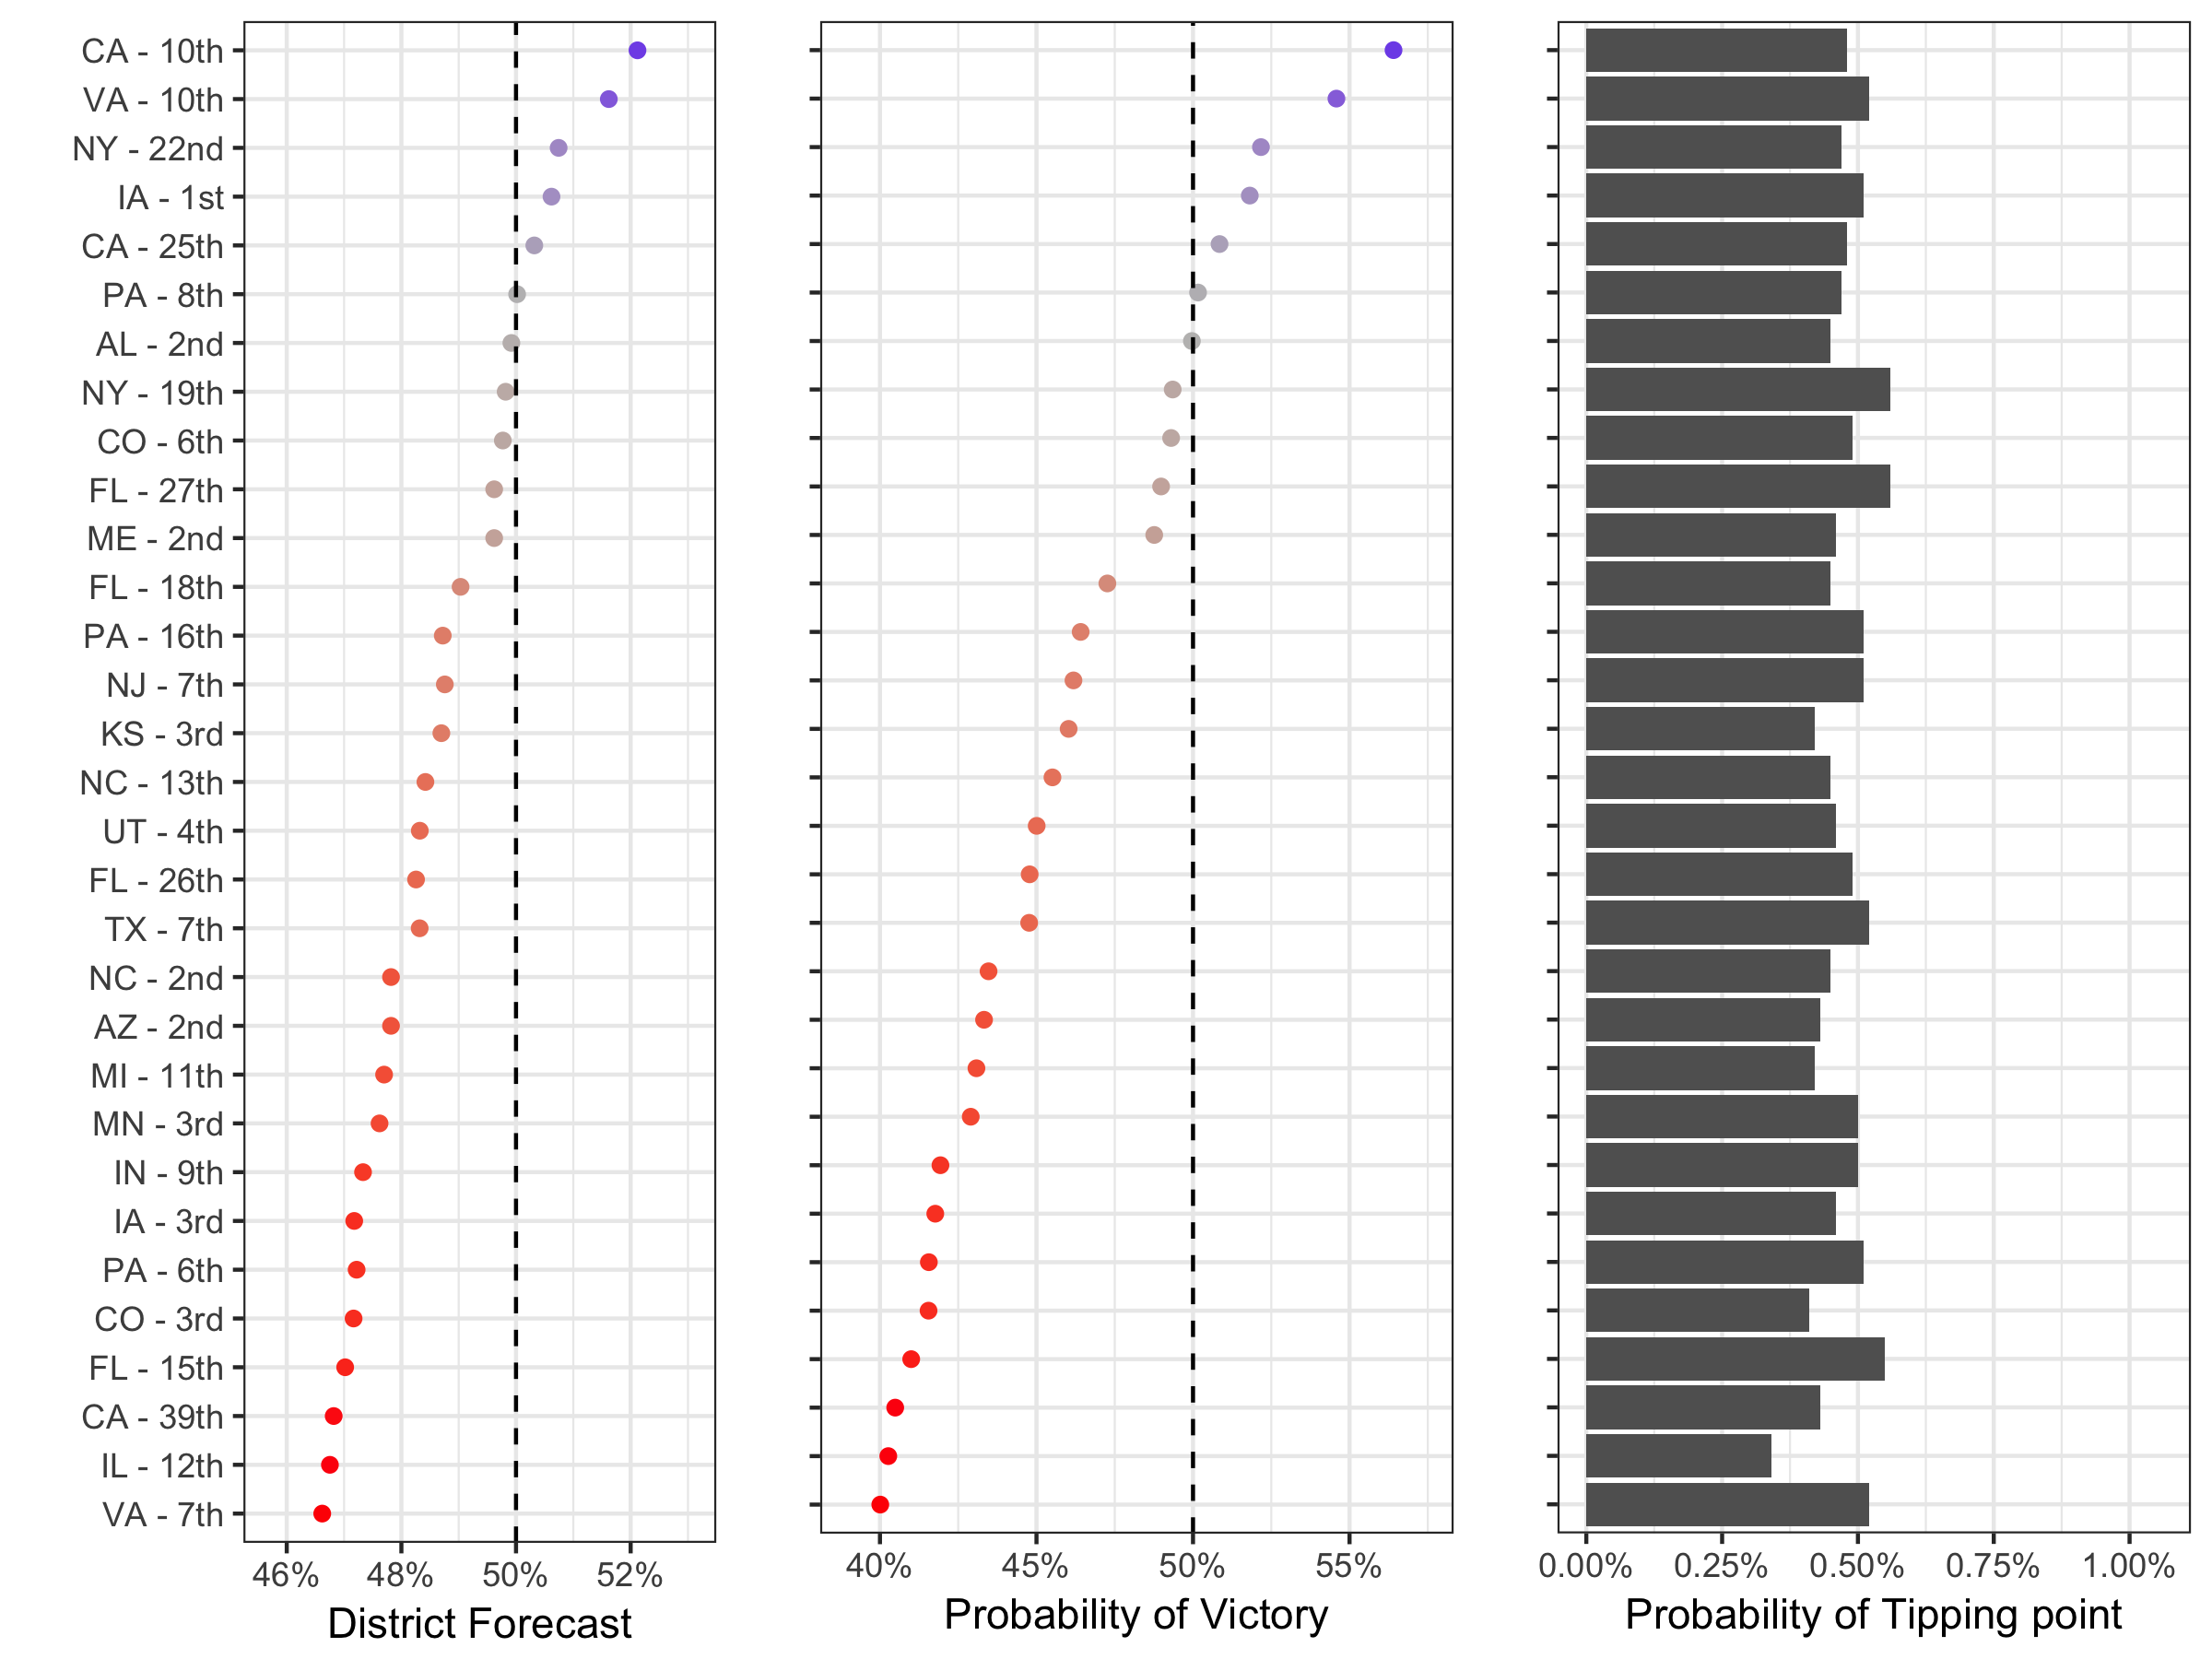 CA - 10th
VA - 10th
NY - 22nd
IA - 1st
CA - 25th
PA - 8th
AL - 2nd
NY - 19th
CO - 6th
FL - 27th
ME - 2nd
FL - 18th
PA - 16th
NJ - 7th
KS - 3rd
NC - 13th
UT - 4th
FL - 26th
TX - 7th
NC - 2nd
AZ - 2nd
MI - 11th
MN - 3rd
IN - 9th
IA - 3rd
PA - 6th
CO - 3rd
FL - 15th
CA - 39th
IL - 12th
VA - 7th
46% 48% 50% 52%
District Forecast
40% 45% 50% 55%
Probability of Victory
0.00% 0.25% 0.50% 0.75% 1.00%
Probability of Tipping point